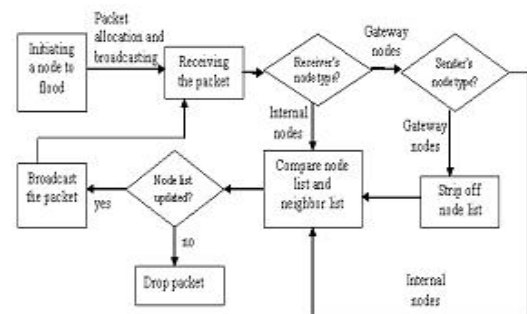 Initiating
a node to
flood
Packet
allocation and
broadcasting
Receiving
the packet
Receiver's
node type?
Gateway
nodes
Sender's
node type?
Internal
nodes
Gateway
nodes
Broadcast
the packet
yes
Node list
updated?
Compare node
list and
neighbor list
Strip off
node list
no
Drop packet
Internal
nodes